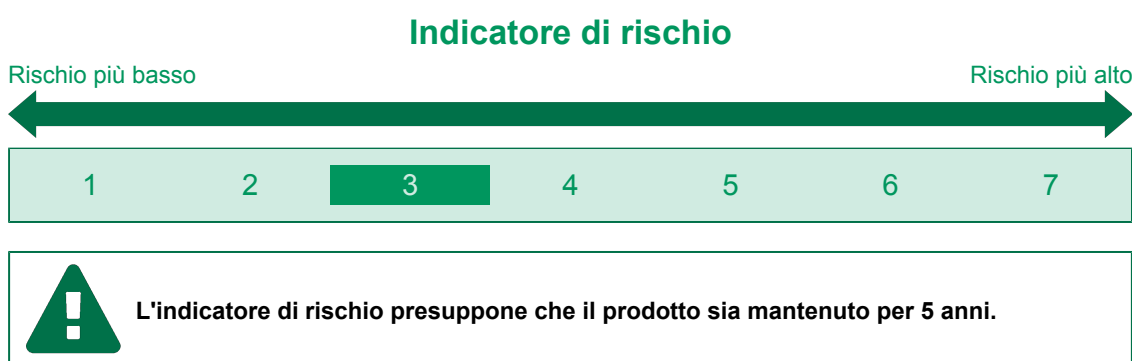 Indicatore di rischio
Rischio più basso Rischio più alto
1 2 3 4 5 6 7
L'indicatore di rischio presuppone che il prodotto sia mantenuto per 5 anni.